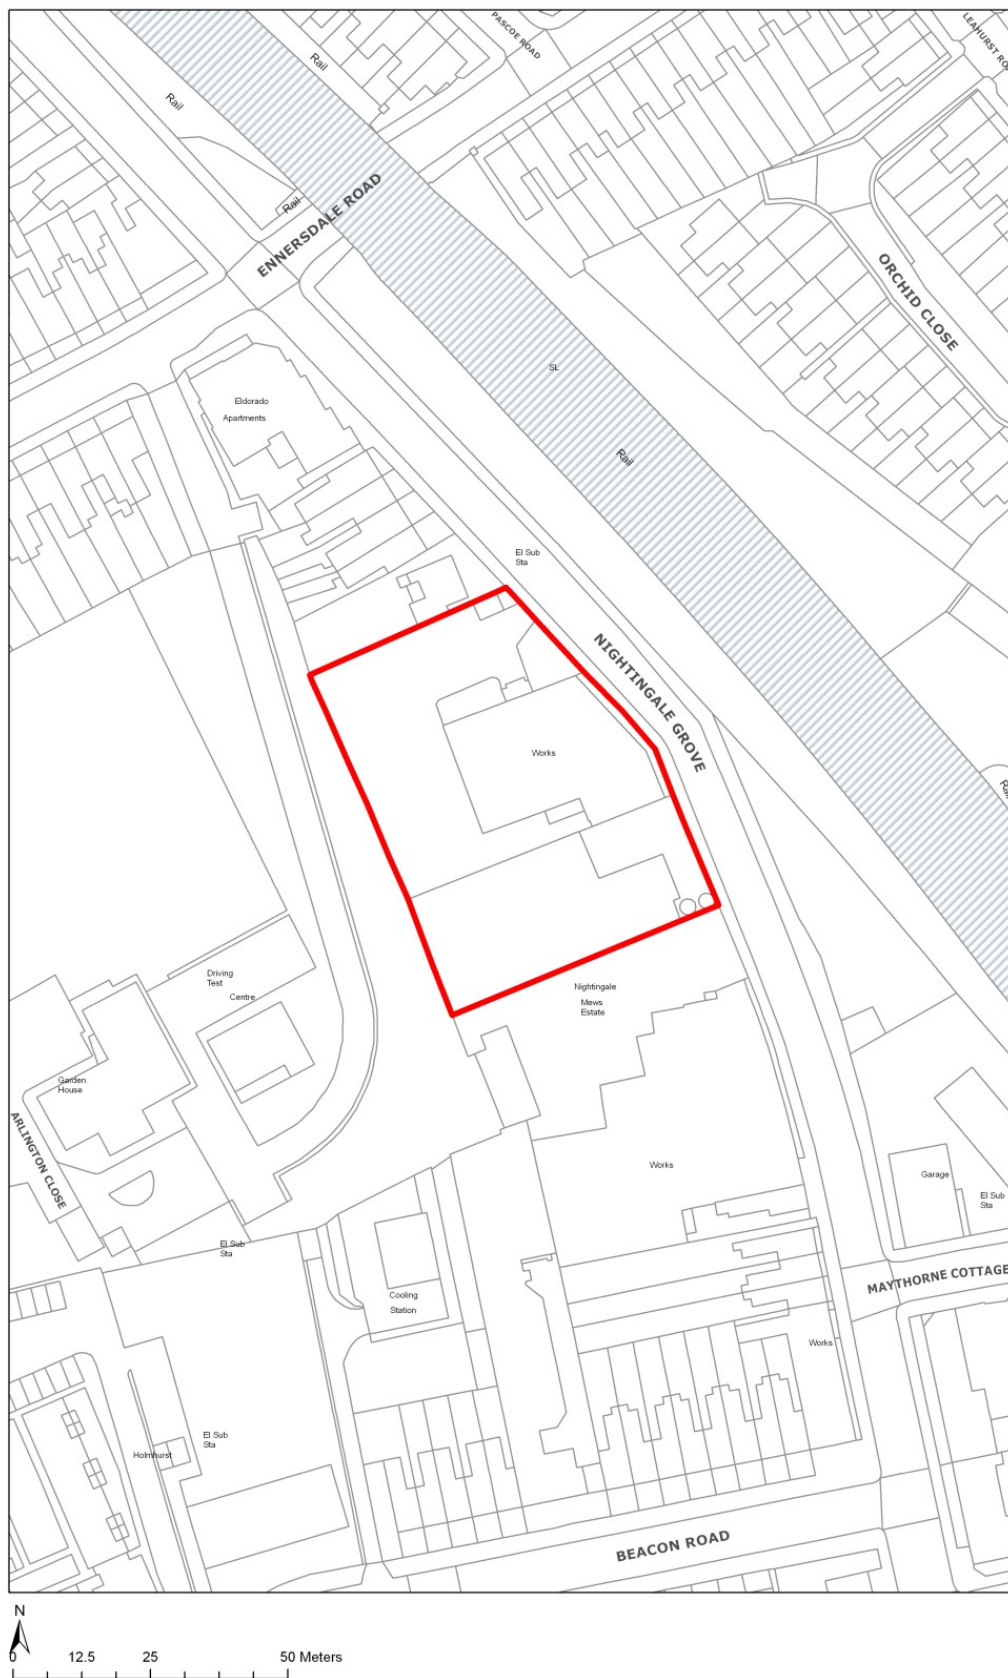 PASCOE ROAD
Rail
Rail
Rail
ENNERSDALE ROAD
ORCHID CLOSE
SL
Eldorado
Apartments
Rail
El Sub
Sta
NIGHTINGALE GROVE
Works
Driving
Test
Centre
Nightingale
Mews
Estate
Garden
House
ARLINGTON CLOSE
Works
Garage
El Sub
Sta
El Sub
Sta
MAYTHORNE COTTAGE
Cooling
Station
Works
El Sub
Sta
Holmhurst
BEACON ROAD
N
0 12.5 25 50 Meters